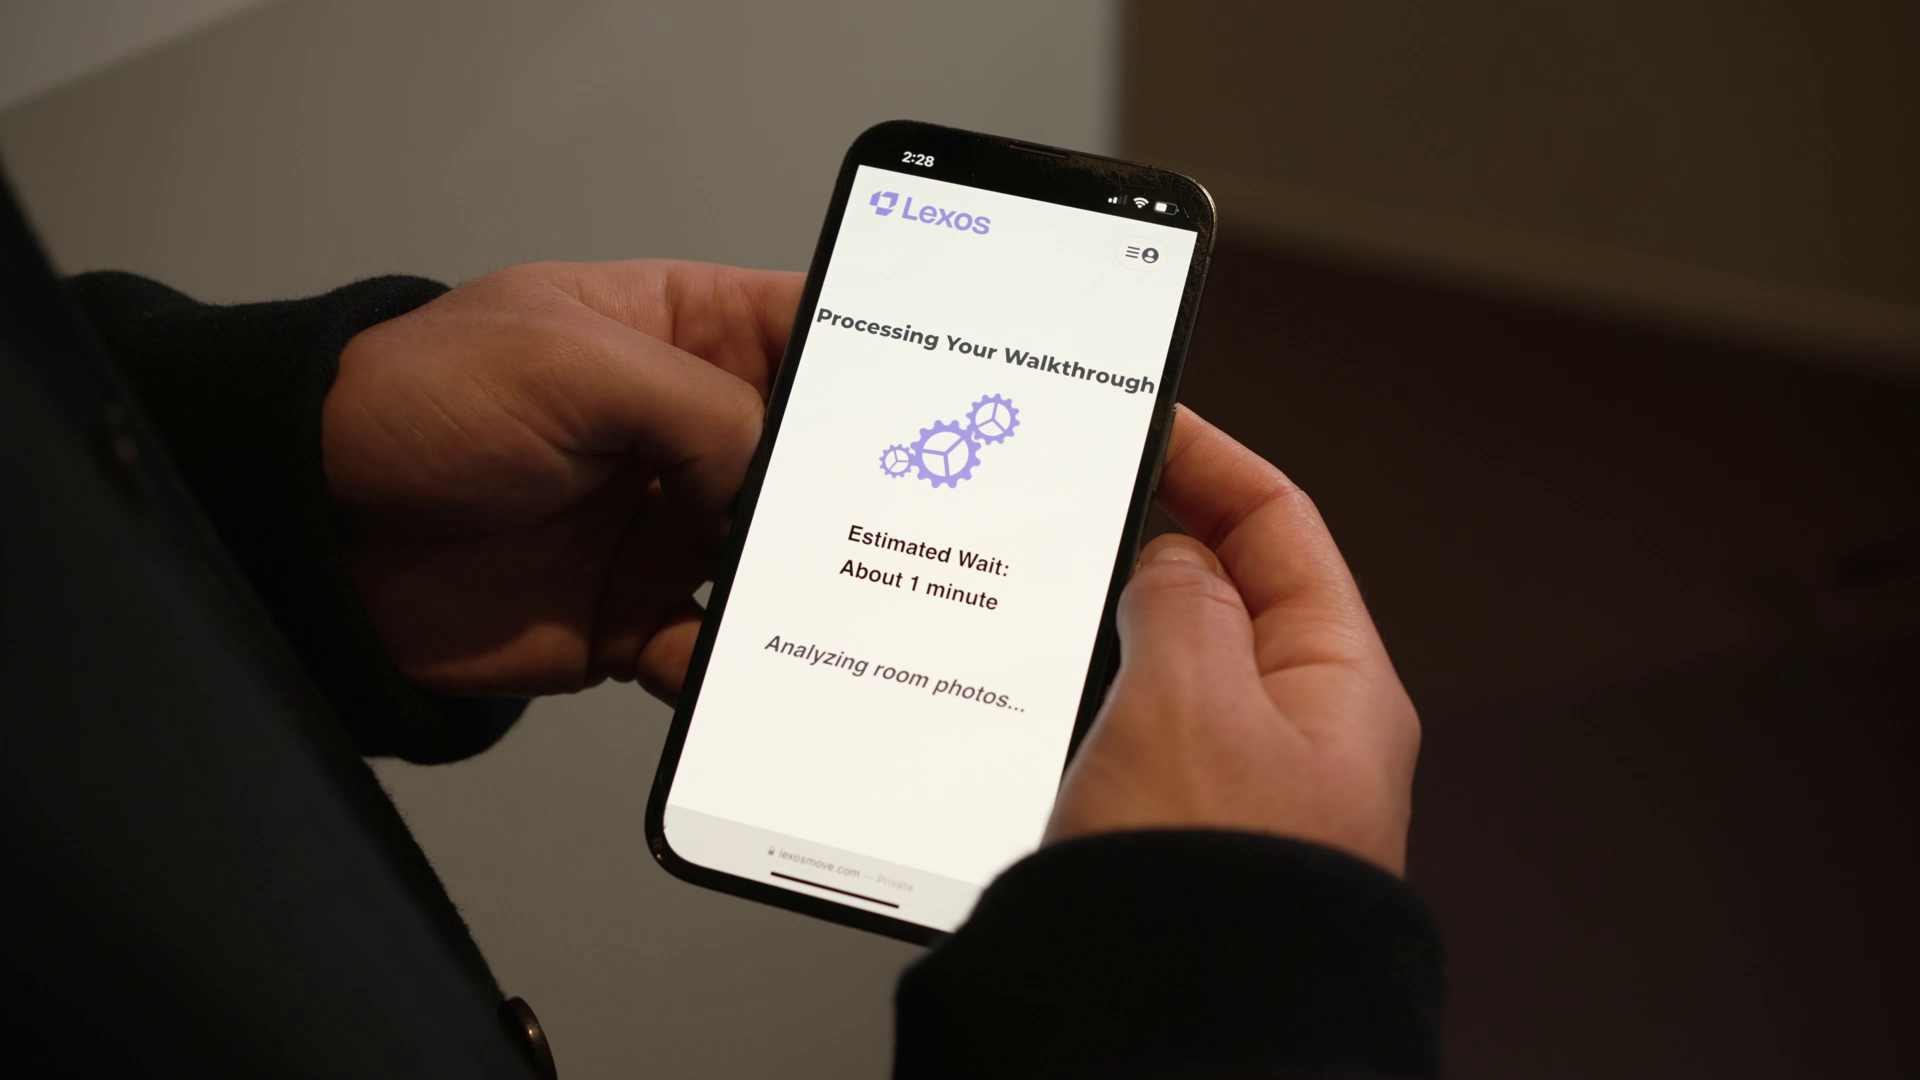 2:28
Lexos
Processing Your Walkthrough
Estimated Wait:
About 1 minute
Analyzing room photos...
lexosmove.com — Private